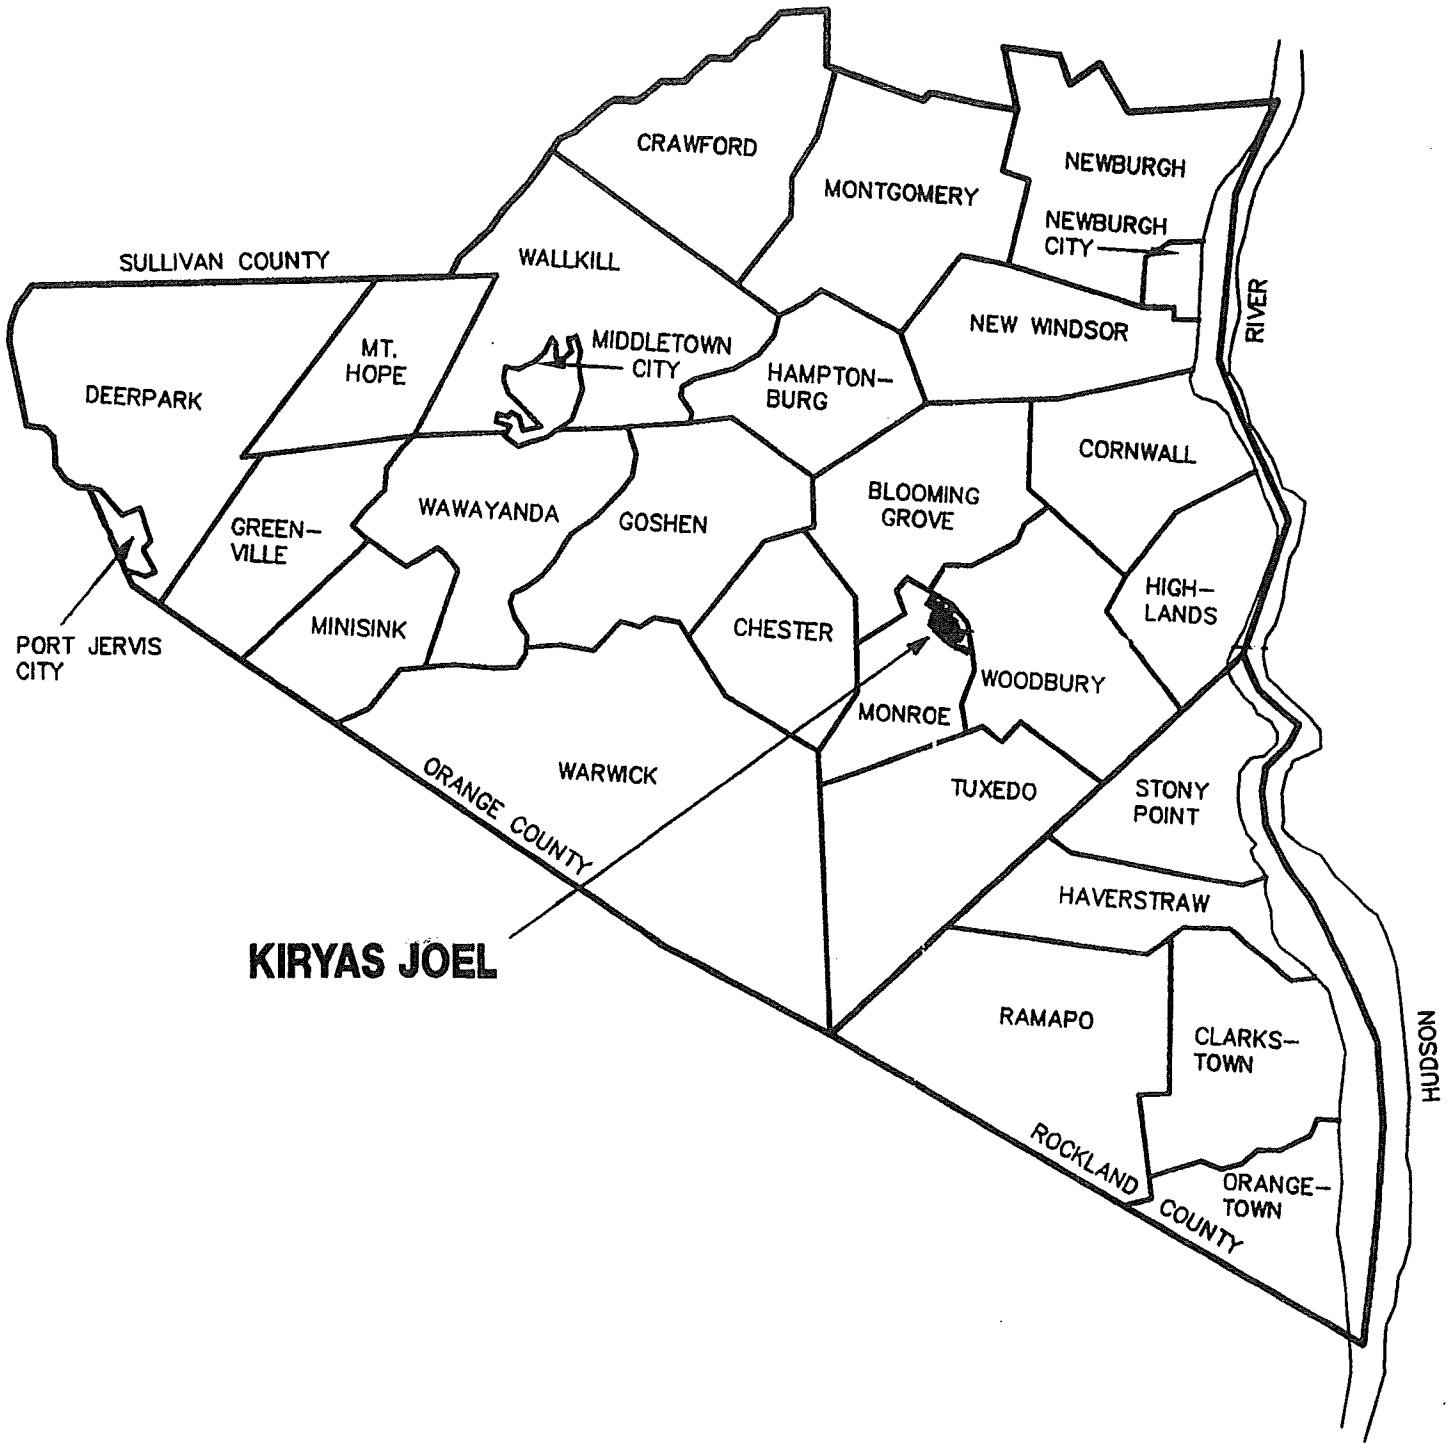 CRAWFORD
NEWBURGH
MONTGOMERY
NEWBURGH
CITY
SULLIVAN COUNTY
WALLKILL
RIVER
NEW WINDSOR
MIDDLETOWN
CITY
MT.
HOPE
HAMPTON-
BURG
DEERPARK
CORNWALL
BLOOMING
GROVE
WAWAYANDA
GOSHEN
GREEN-
VILLE
HIGH-
LANDS
MINISINK
CHESTER
PORT JERVIS
CITY
WOODBURY
MONROE
WARWICK
TUXEDO
STONY
POINT
ORANGE COUNTY
HAVERSTRAW
KIRYAS JOEL
RAMAPO
CLARKS-
TOWN
HUDSON
ROCKLAND COUNTY
ORANGE-
TOWN